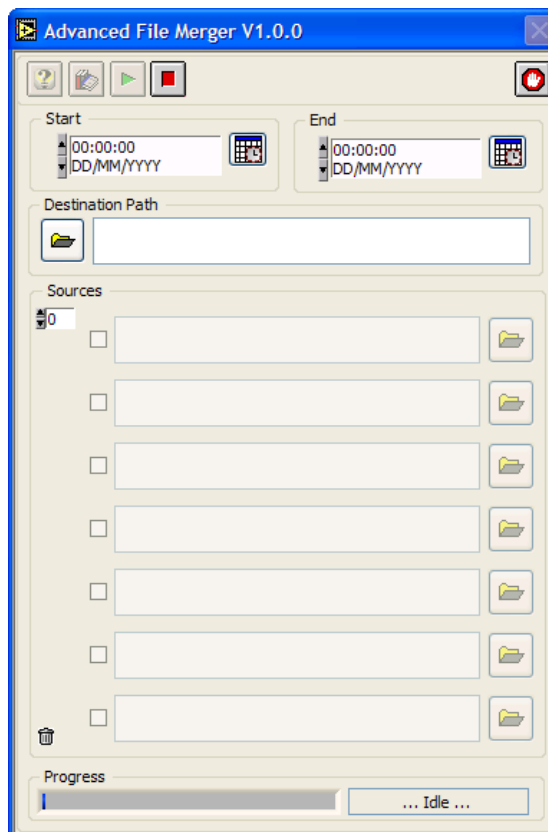 Advanced File Merger V1.0.0
Start
End
00:00:00
DD/MM/YYYY
00:00:00
DD/MM/YYYY
Destination Path
Sources
0
Progress
... Idle ...